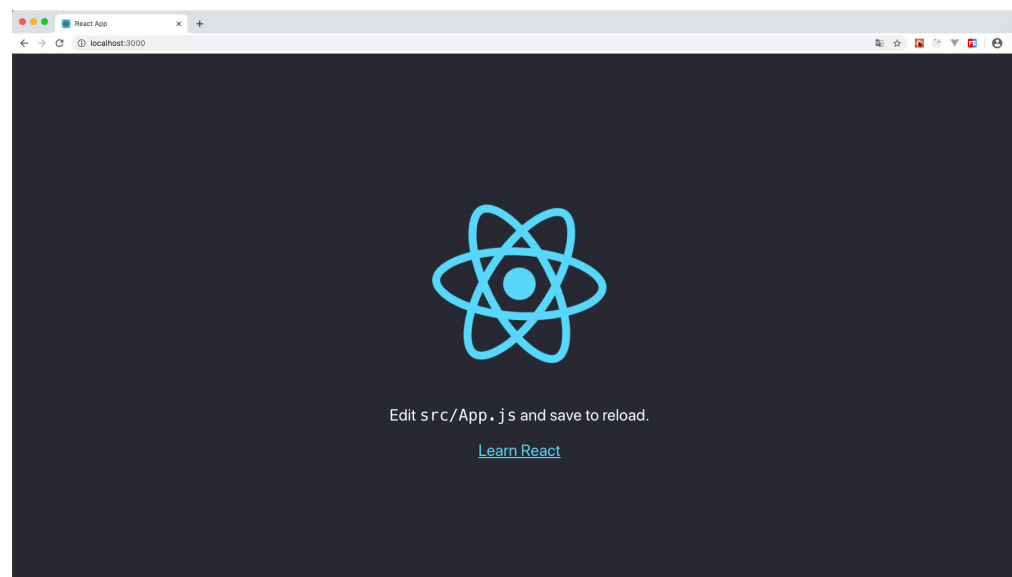 React App
localhost:3000
Edit src/App.js and save to reload.
Learn React